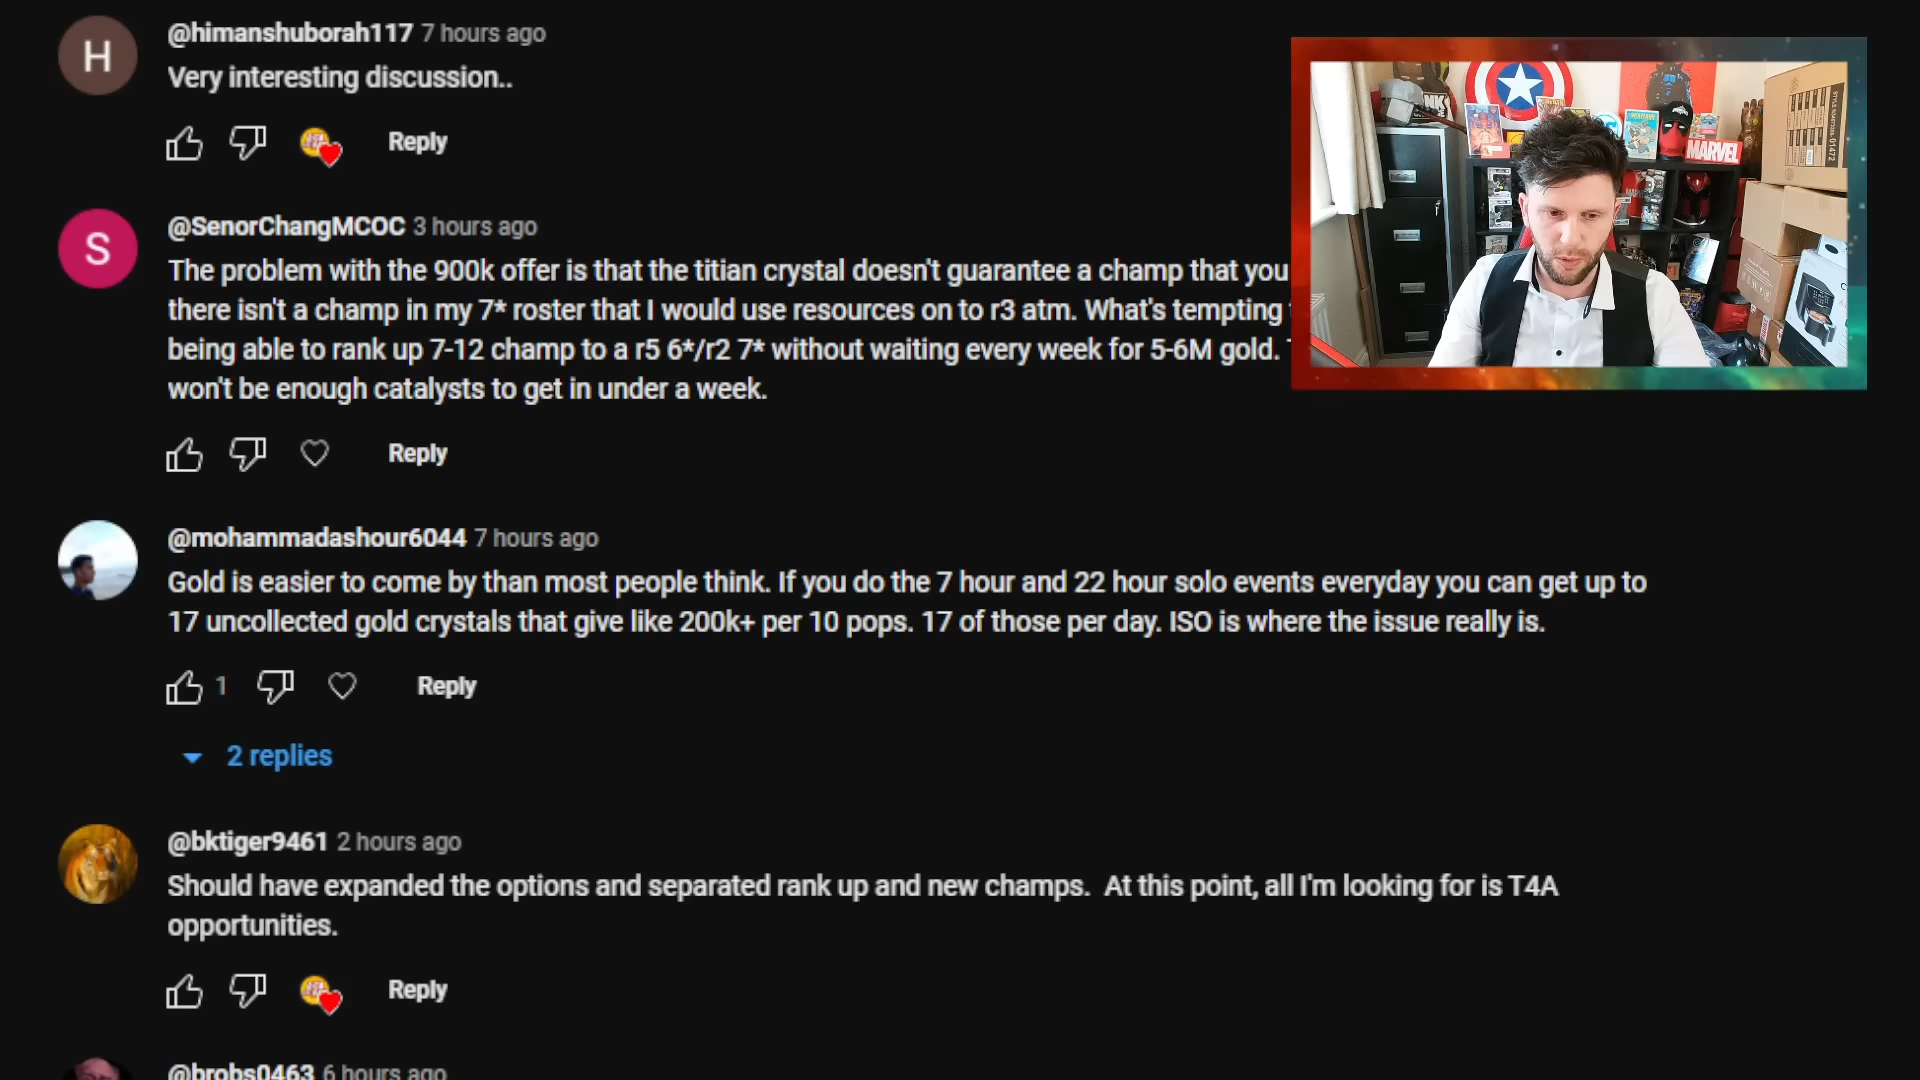 H
@himanshuborah117 7 hours ago
Very interesting discussion..
Reply
S
@SenorChangMCOC 3 hours ago
The problem with the 900k offer is that the titian crystal doesn't guarantee a champ that you
there isn't a champ in my 7* roster that I would use resources on to r3 atm. What's tempting
being able to rank up 7-12 champ to a r5 6*/r2 7* without waiting every week for 5-6M gold.
won't be enough catalysts to get in under a week.
Reply
@mohammadashour6044 7 hours ago
Gold is easier to come by than most people think. If you do the 7 hour and 22 hour solo events everyday you can get up to
17 uncollected gold crystals that give like 200k+ per 10 pops. 17 of those per day. ISO is where the issue really is.
1
Reply
2 replies
@bktiger9461 2 hours ago
Should have expanded the options and separated rank up and new champs.  At this point, all I'm looking for is T4A
opportunities.
Reply
@brobs0463 6 hours ago
MARVEL